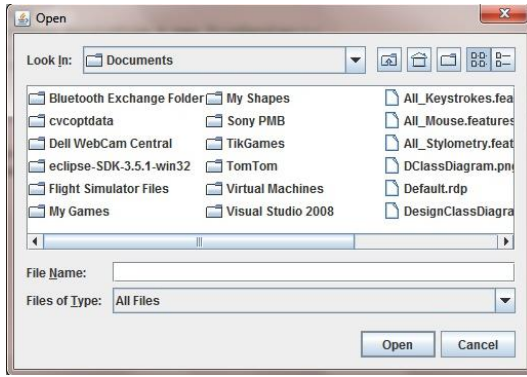 Open
Look In: Documents
Bluetooth Exchange Folder My Shapes All_Keystrokes.fea
cvcoptdata Sony PMB All_Mouse.features
Dell WebCam Central TikGames All_Stylometry.feat
eclipse-SDK-3.5.1-win32 TomTom DClassDiagram.png
Flight Simulator Files Virtual Machines Default.rdp
My Games Visual Studio 2008 DesignClassDiagra
File Name:
Files of Type: All Files
Open Cancel